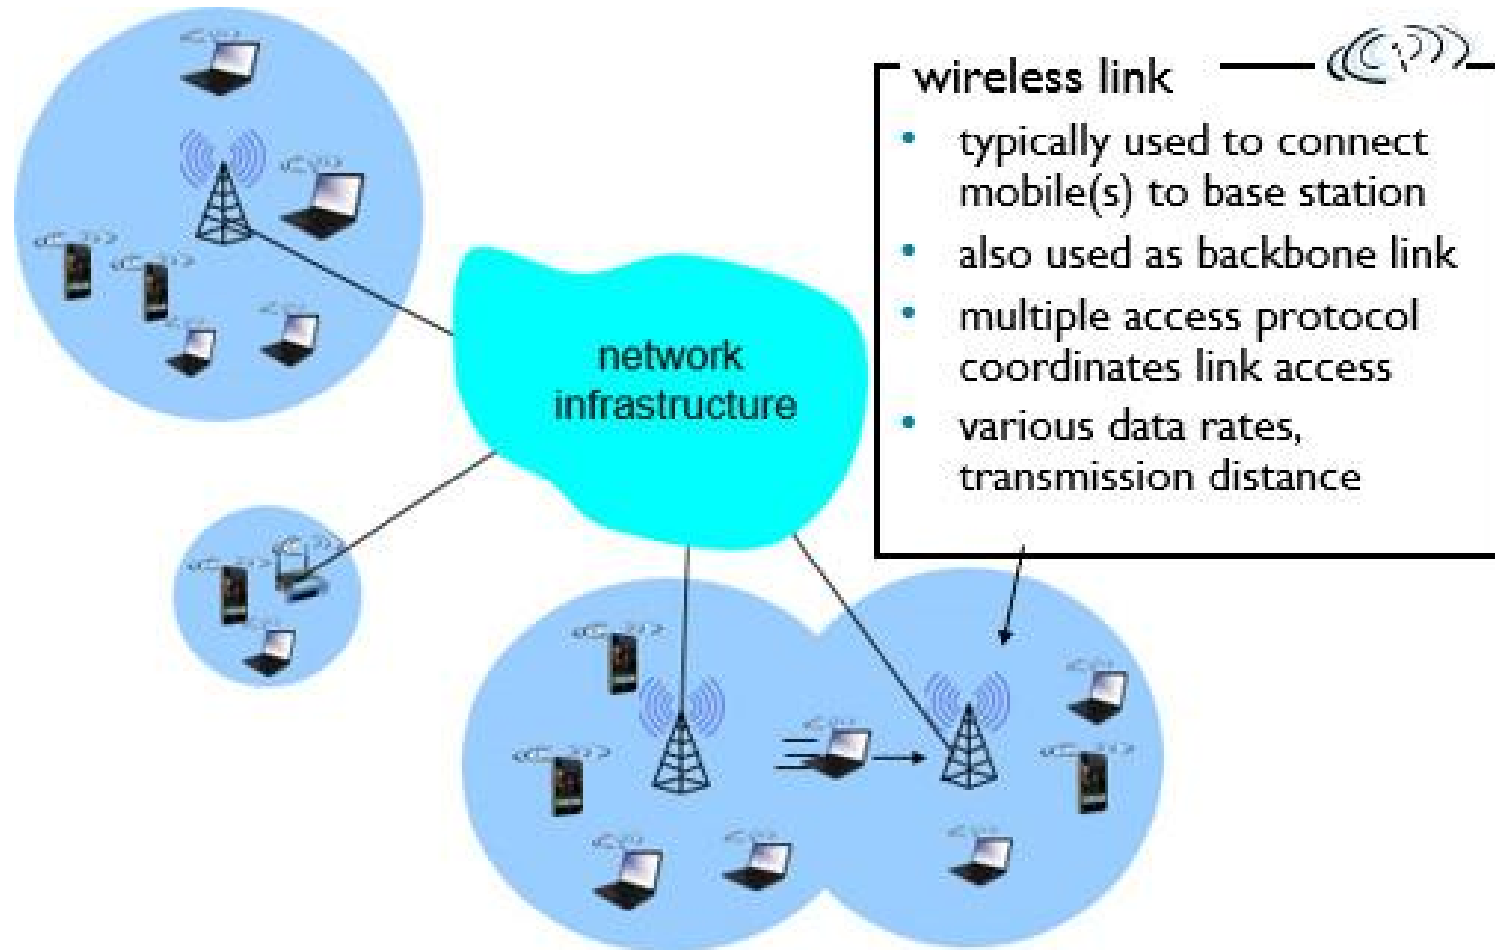 wireless link
• typically used to connect
mobile(s) to base station
• also used as backbone link
• multiple access protocol
coordinates link access
• various data rates,
transmission distance
network
infrastructure